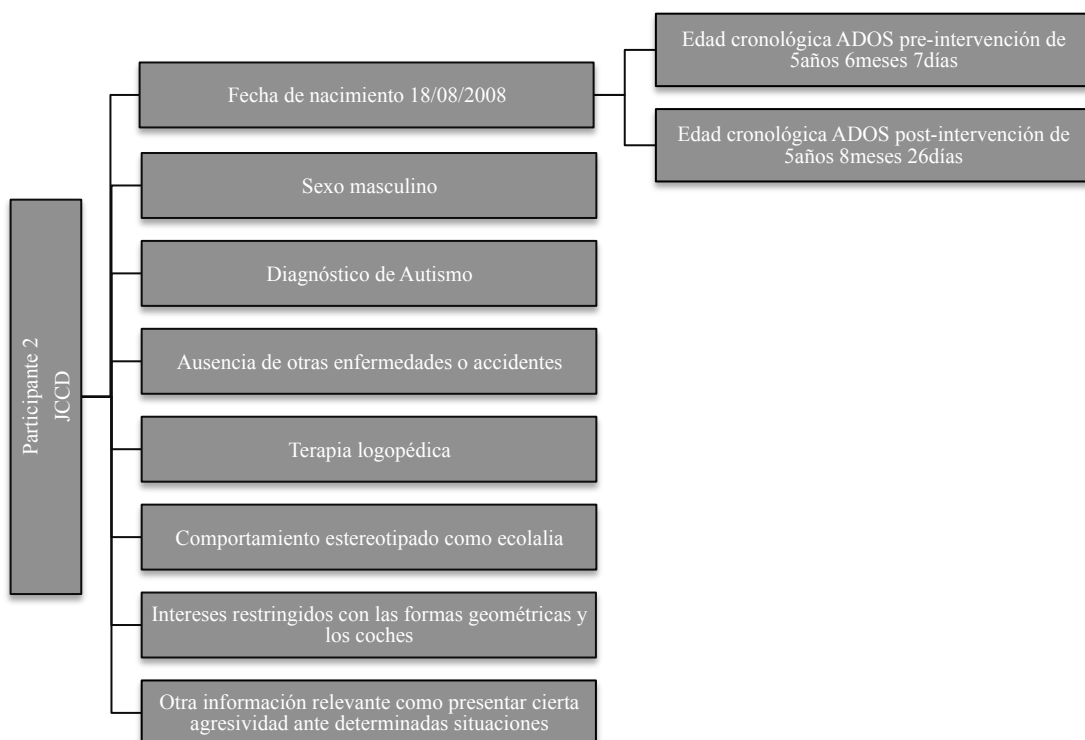 Participante 2
JCCD
Fecha de nacimiento 18/08/2008
Edad cronológica ADOS pre-intervención de
5años 6meses 7días
Edad cronológica ADOS post-intervención de
5años 8meses 26días
Sexo masculino
Diagnóstico de Autismo
Ausencia de otras enfermedades o accidentes
Terapia logopédica
Comportamiento estereotipado como ecolalia
Intereses restringidos con las formas geométricas y
los coches
Otra información relevante como presentar cierta
agresividad ante determinadas situaciones